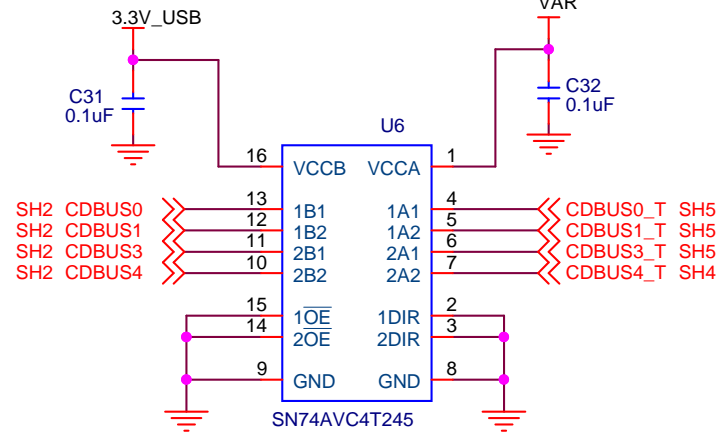 3.3V_USB
VAR
C31
0.1uF
C32
0.1uF
U6
16 VCCB VCCA 1
SH2 CDBUS0 13 1B1 1A1 4 CDBUS0_T SH5
SH2 CDBUS1 12 1B2 1A2 5 CDBUS1_T SH5
SH2 CDBUS3 11 2B1 2A1 6 CDBUS3_T SH5
SH2 CDBUS4 10 2B2 2A2 7 CDBUS4_T SH4
15 1OE 1DIR 2
14 2OE 2DIR 3
9 GND GND 8
SN74AVC4T245